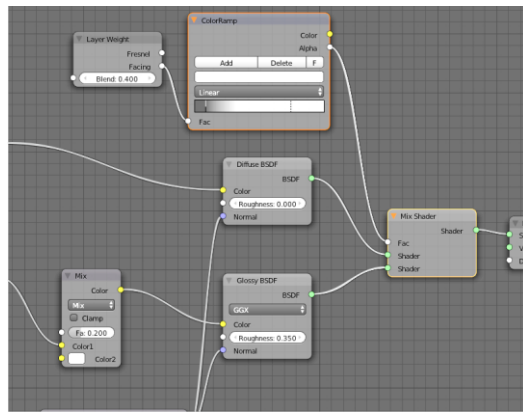 ColorRamp
Color
Alpha
Add Delete F
Linear
Fac
Layer Weight
Fresnel
Facing
Blend: 0.400
Diffuse BSDF
BSDF
Color
Roughness: 0.000
Normal
Mix Shader
Shader
Fac
Shader
Shader
S
V
D
Mix
Color
Mix
Clamp
Fa: 0.200
Color1
Color2
Glossy BSDF
BSDF
GGX
Color
Roughness: 0.350
Normal